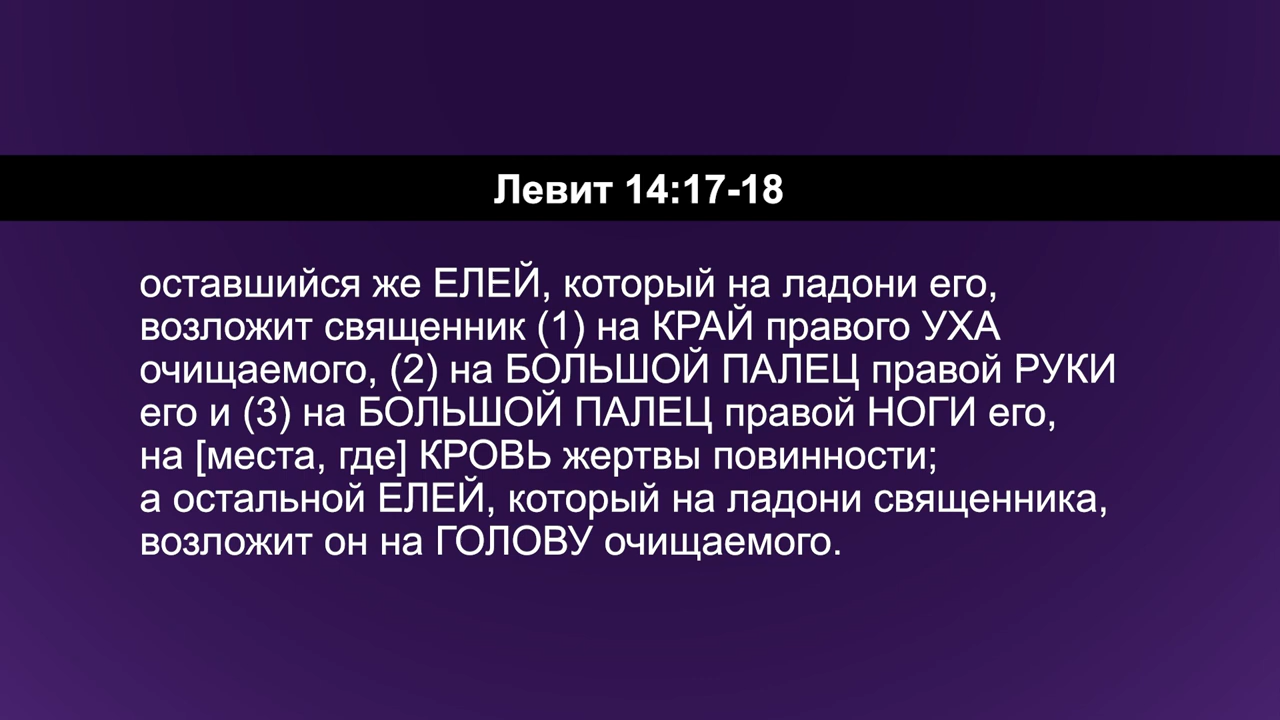 Левит 14:17-18
оставшийся же ЕЛЕЙ, который на ладони его,
возложит священник (1) на КРАЙ правого УХА
очищаемого, (2) на БОЛЬШОЙ ПАЛЕЦ правой РУКИ
его и (3) на БОЛЬШОЙ ПАЛЕЦ правой НОГИ его,
на [места, где] КРОВЬ жертвы повинности;
а остальной ЕЛЕЙ, который на ладони священника,
возложит он на ГОЛОВУ очищаемого.